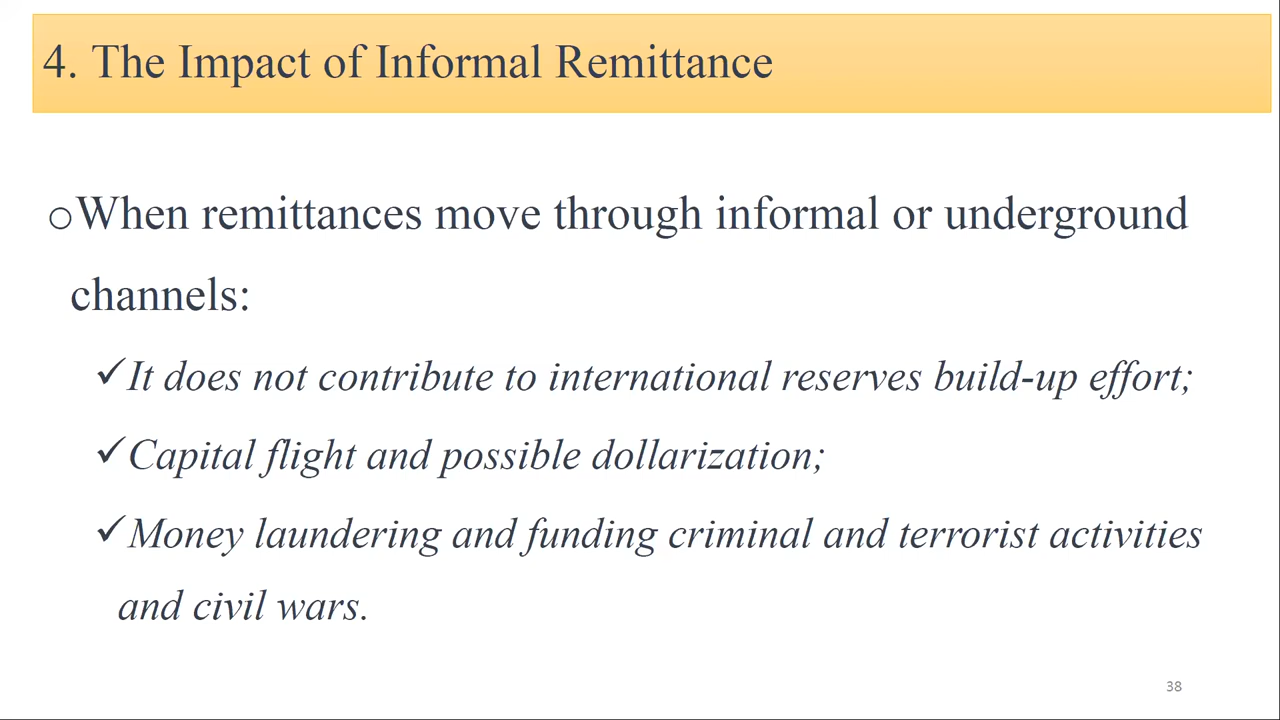 4. The Impact of Informal Remittance
oWhen remittances move through informal or underground
channels:
✓It does not contribute to international reserves build-up effort;
✓Capital flight and possible dollarization;
✓Money laundering and funding criminal and terrorist activities
and civil wars.
38